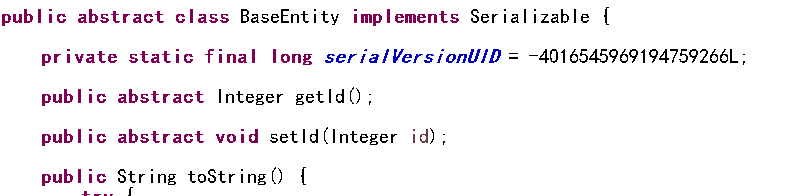 public abstract class BaseEntity implements Serializable {
private static final long serialVersionUID = -4016545969194759266L;
public abstract Integer getId();
public abstract void setId(Integer id);
public String toString() {
try {